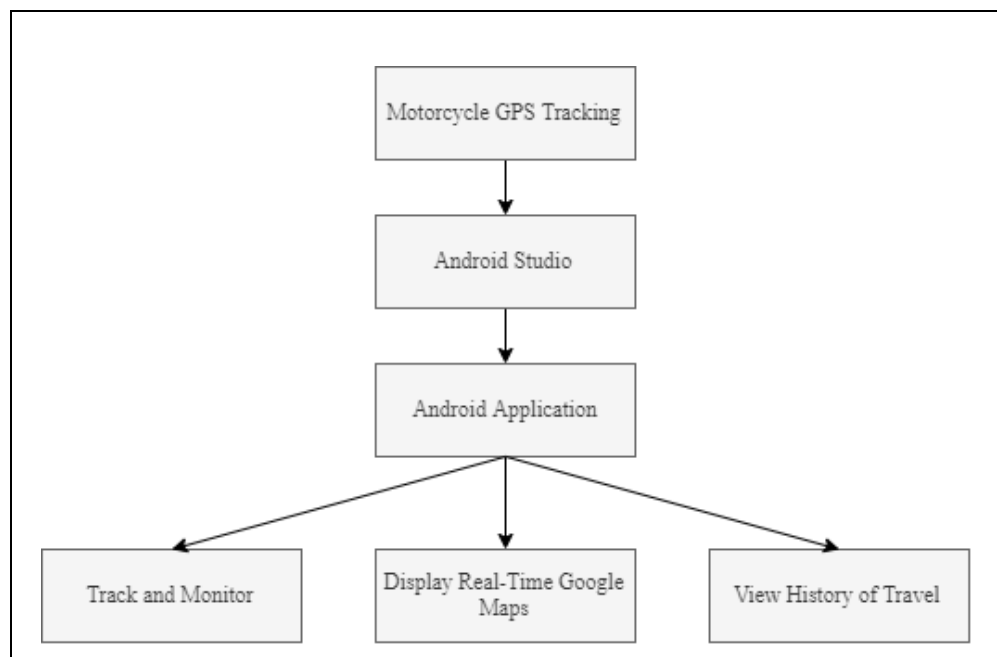 Motorcycle GPS Tracking
Android Studio
Android Application
Track and Monitor
Display Real-Time Google
Maps
View History of Travel